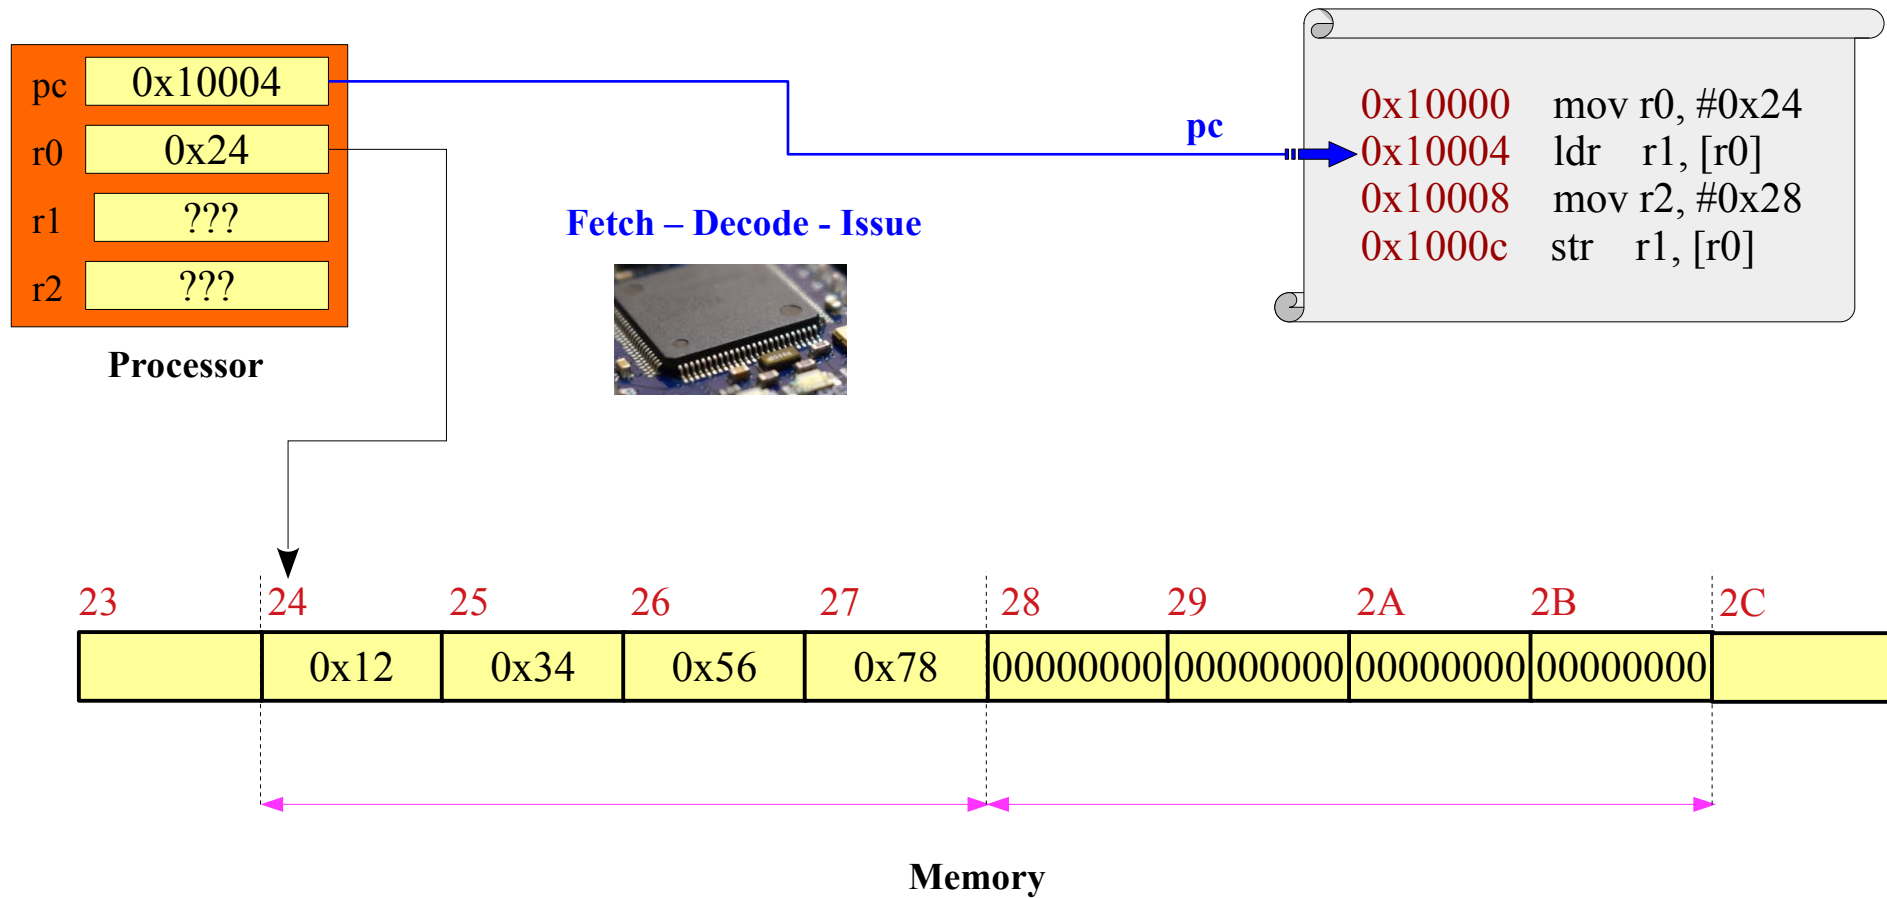 pc 0x10004
r0 0x24
r1 ???
r2 ???
Processor
Fetch – Decode - Issue
pc
0x10000 mov r0, #0x24
0x10004 ldr r1, [r0]
0x10008 mov r2, #0x28
0x1000c str r1, [r0]
23 24 25 26 27 28 29 2A 2B 2C
0x12 0x34 0x56 0x78 00000000 00000000 00000000 00000000
Memory